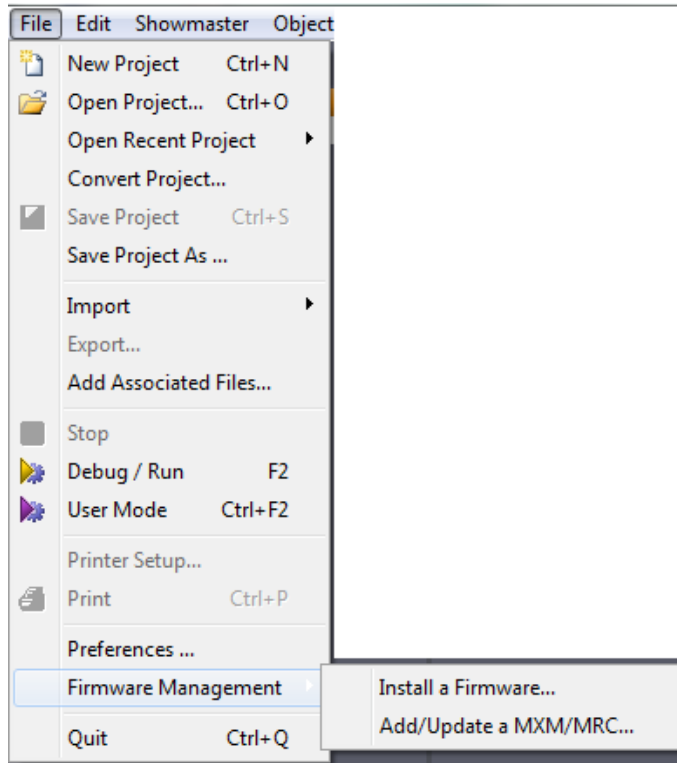 File Edit Showmaster Object
New Project Ctrl+N
Open Project... Ctrl+O
Open Recent Project
Convert Project...
Save Project Ctrl+S
Save Project As ...
Import
Export...
Add Associated Files...
Stop
Debug / Run F2
User Mode Ctrl+F2
Printer Setup...
Print Ctrl+P
Preferences ...
Firmware Management
Install a Firmware...
Add/Update a MXM/MRC...
Quit Ctrl+Q